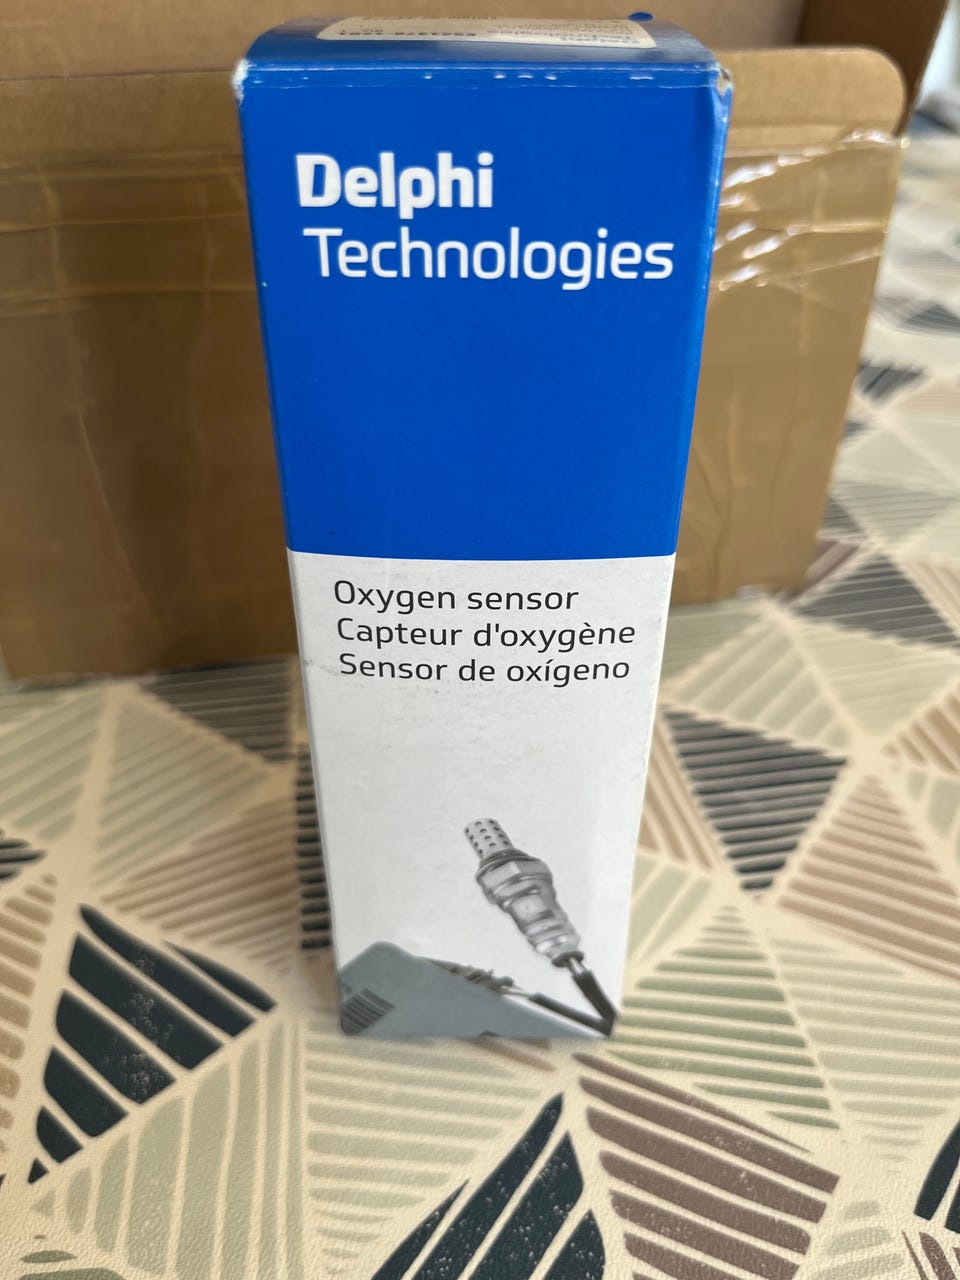 Delphi
Technologies
Oxygen sensor
Capteur d'oxygène
Sensor de oxígeno